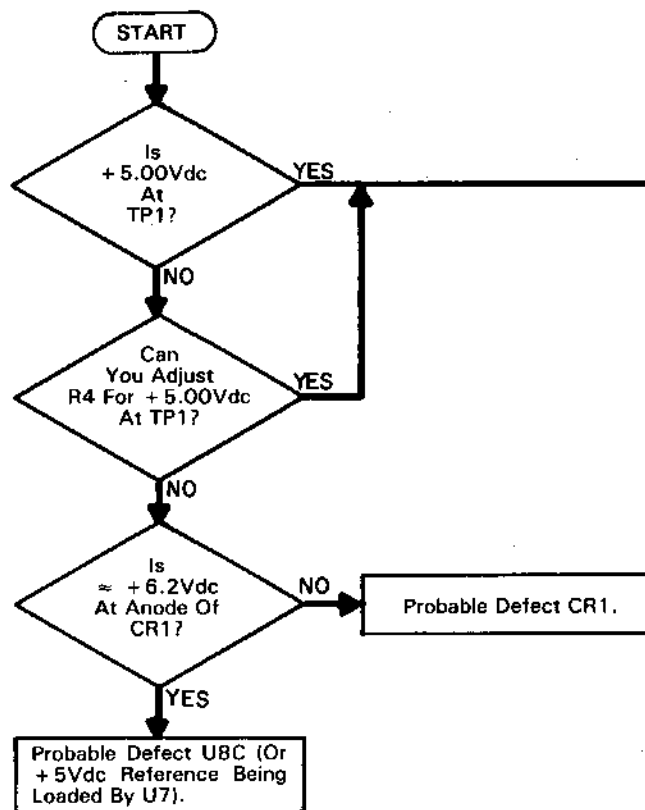 START
Is
+5.00Vdc
At
TP1?
YES
NO
Can
You Adjust
R4 For +5.00Vdc
At TP1?
YES
NO
Is
≈ +6.2Vdc
At Anode Of
CR1?
NO
Probable Defect CR1.
YES
Probable Defect U8C (Or
+5Vdc Reference Being
Loaded By U7).